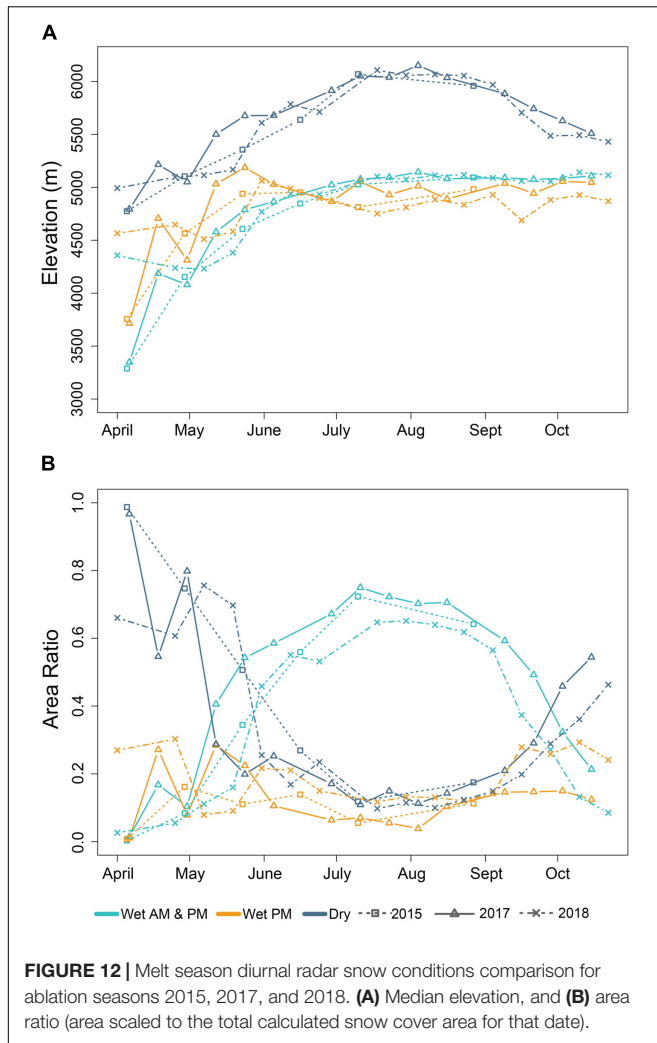 A
Elevation (m)
6000
5500
5000
4500
4000
3500
3000
April May June July Aug Sept Oct
B
Area Ratio
1.0
0.8
0.6
0.4
0.2
0.0
April May June July Aug Sept Oct
Wet AM & PM Wet PM Dry 2015 2017 2018
FIGURE 12 | Melt season diurnal radar snow conditions comparison for
ablation seasons 2015, 2017, and 2018. (A) Median elevation, and (B) area
ratio (area scaled to the total calculated snow cover area for that date).